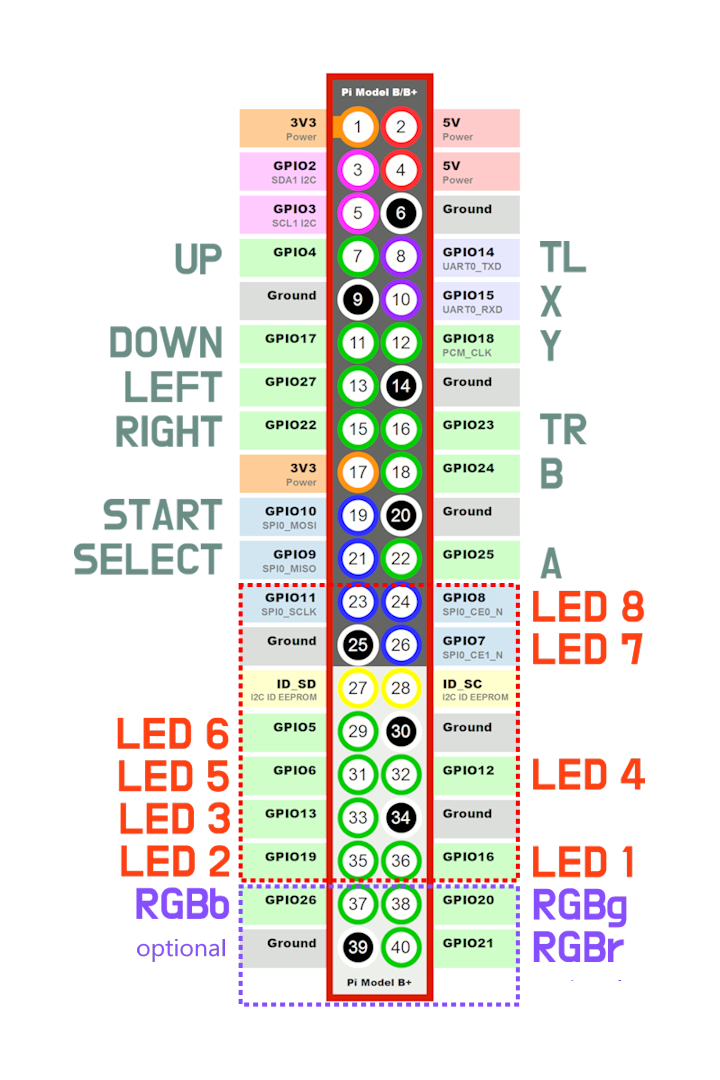 Pi Model B/B+
3V3 Power 1 2 5V Power
GPIO2 SDA1 I2C 3 4 5V Power
GPIO3 SCL1 I2C 5 6 Ground
UP GPIO4 7 8 GPIO14 UART0_TXD TL
Ground 9 10 GPIO15 UART0_RXD X
DOWN GPIO17 11 12 GPIO18 PCM_CLK Y
LEFT GPIO27 13 14 Ground
RIGHT GPIO22 15 16 GPIO23 TR
3V3 Power 17 18 GPIO24 B
START GPIO10 SPI0_MOSI 19 20 Ground
SELECT GPIO9 SPI0_MISO 21 22 GPIO25 A
GPIO11 SPI0_SCLK 23 24 GPIO8 SPI0_CE0_N LED 8
Ground 25 26 GPIO7 SPI0_CE1_N LED 7
ID_SD I2C ID EEPROM 27 28 ID_SC I2C ID EEPROM
LED 6 GPIO5 29 30 Ground
LED 5 GPIO6 31 32 GPIO12 LED 4
LED 3 GPIO13 33 34 Ground
LED 2 GPIO19 35 36 GPIO16 LED 1
RGBb GPIO26 37 38 GPIO20 RGBg
optional Ground 39 40 GPIO21 RGBr
Pi Model B+